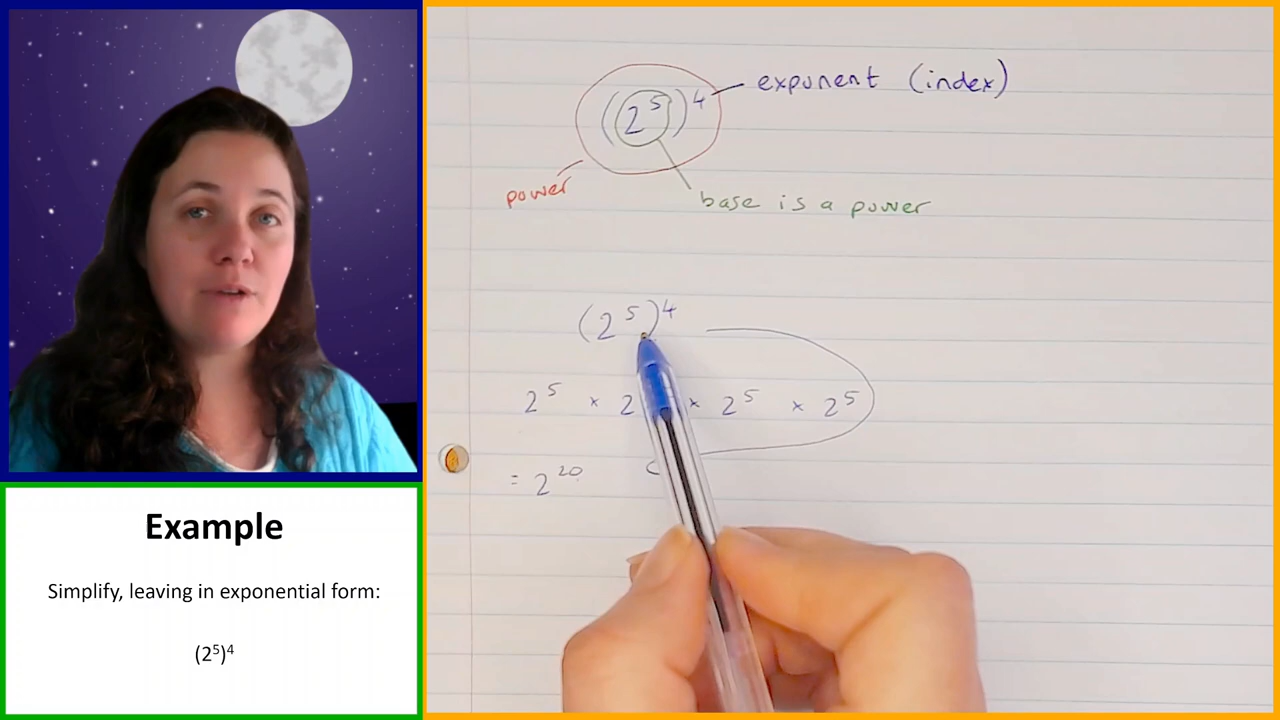 Example
Simplify, leaving in exponential form:
(2⁵)⁴
((2⁵))⁴ exponent (index)
power
base is a power
(2⁵)⁴
2⁵ × 2 × 2⁵ × 2⁵
= 2²⁰